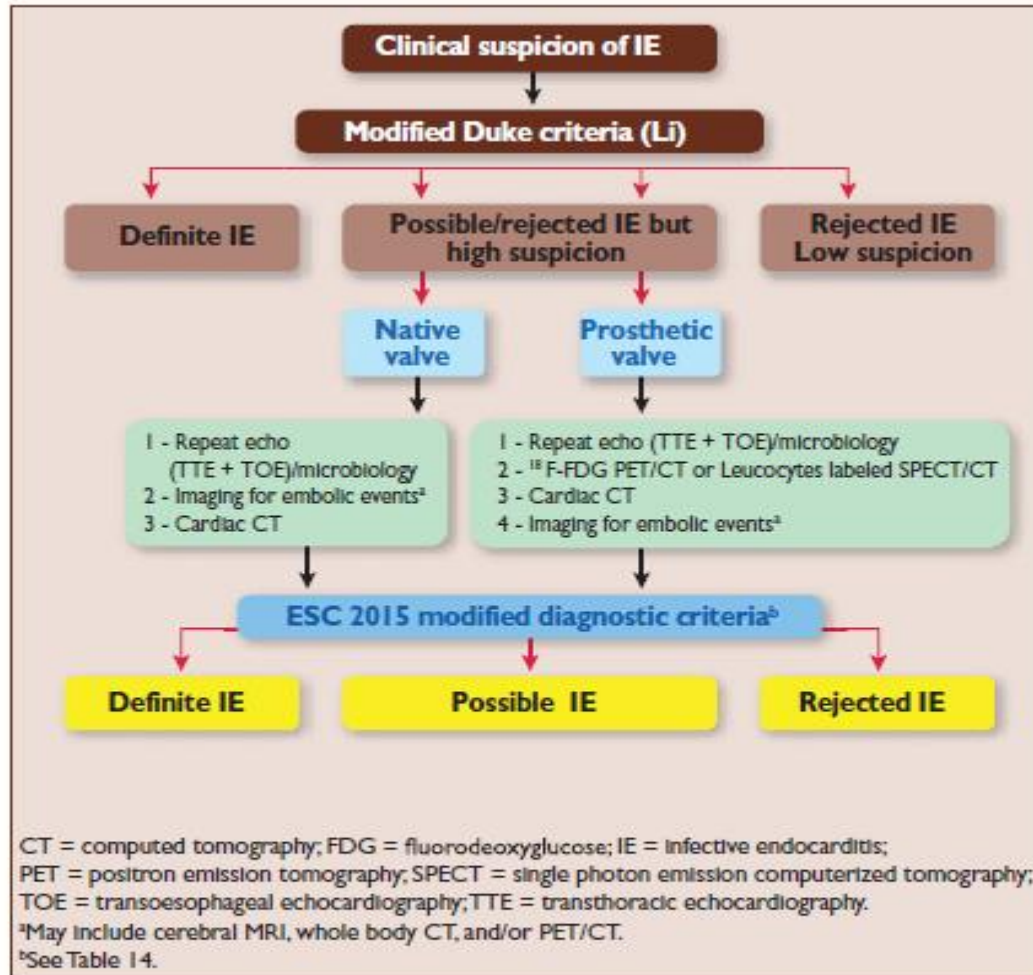 Clinical suspicion of IE
Modified Duke criteria (Li)
Definite IE
Possible/rejected IE but
high suspicion
Rejected IE
Low suspicion
Native
valve
Prosthetic
valve
1 - Repeat echo
(TTE + TOE)/microbiology
2 - Imaging for embolic eventsᵃ
3 - Cardiac CT
1 - Repeat echo (TTE + TOE)/microbiology
2 - ¹⁸ F-FDG PET/CT or Leucocytes labeled SPECT/CT
3 - Cardiac CT
4 - Imaging for embolic eventsᵃ
ESC 2015 modified diagnostic criteriaᵇ
Definite IE
Possible IE
Rejected IE
CT = computed tomography; FDG = fluorodeoxyglucose; IE = infective endocarditis;
PET = positron emission tomography; SPECT = single photon emission computerized tomography;
TOE = transoesophageal echocardiography; TTE = transthoracic echocardiography.
ᵃMay include cerebral MRI, whole body CT, and/or PET/CT.
ᵇSee Table 14.